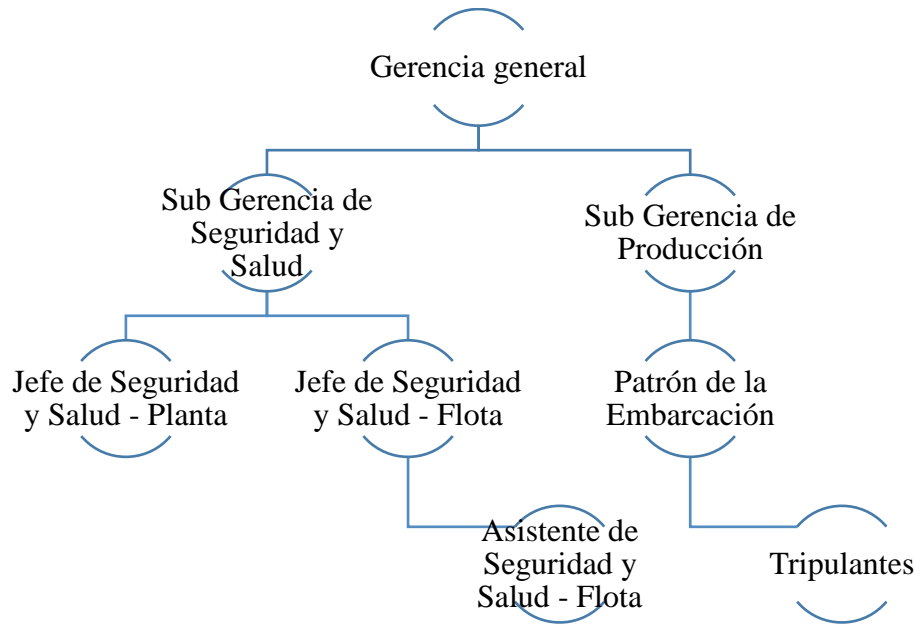 Gerencia general
Sub Gerencia de
Seguridad y
Salud
Sub Gerencia de
Producción
Jefe de Seguridad
y Salud - Planta
Jefe de Seguridad
y Salud - Flota
Patrón de la
Embarcación
Asistente de
Seguridad y
Salud - Flota
Tripulantes